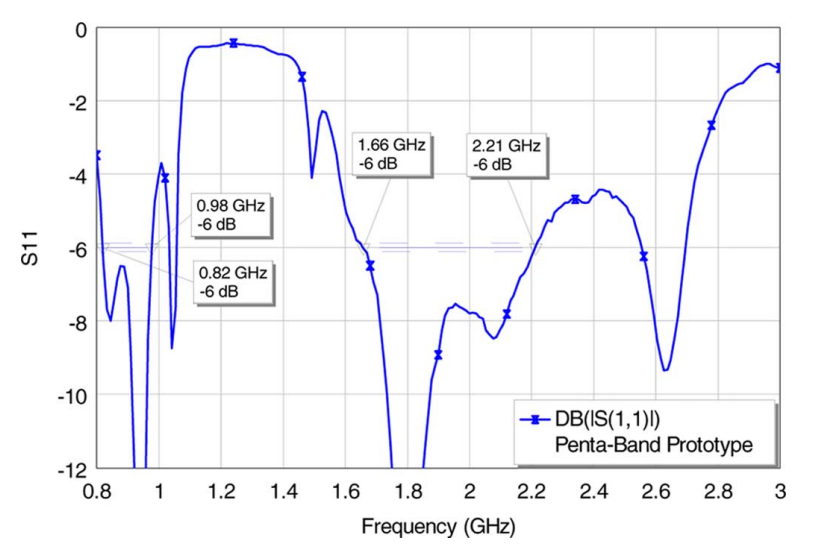 0
-2
-4
-6
-8
-10
-12
S11
1.66 GHz
-6 dB
2.21 GHz
-6 dB
0.98 GHz
-6 dB
0.82 GHz
-6 dB
DB(|S(1,1)|)
Penta-Band Prototype
0.8 1 1.2 1.4 1.6 1.8 2 2.2 2.4 2.6 2.8 3
Frequency (GHz)